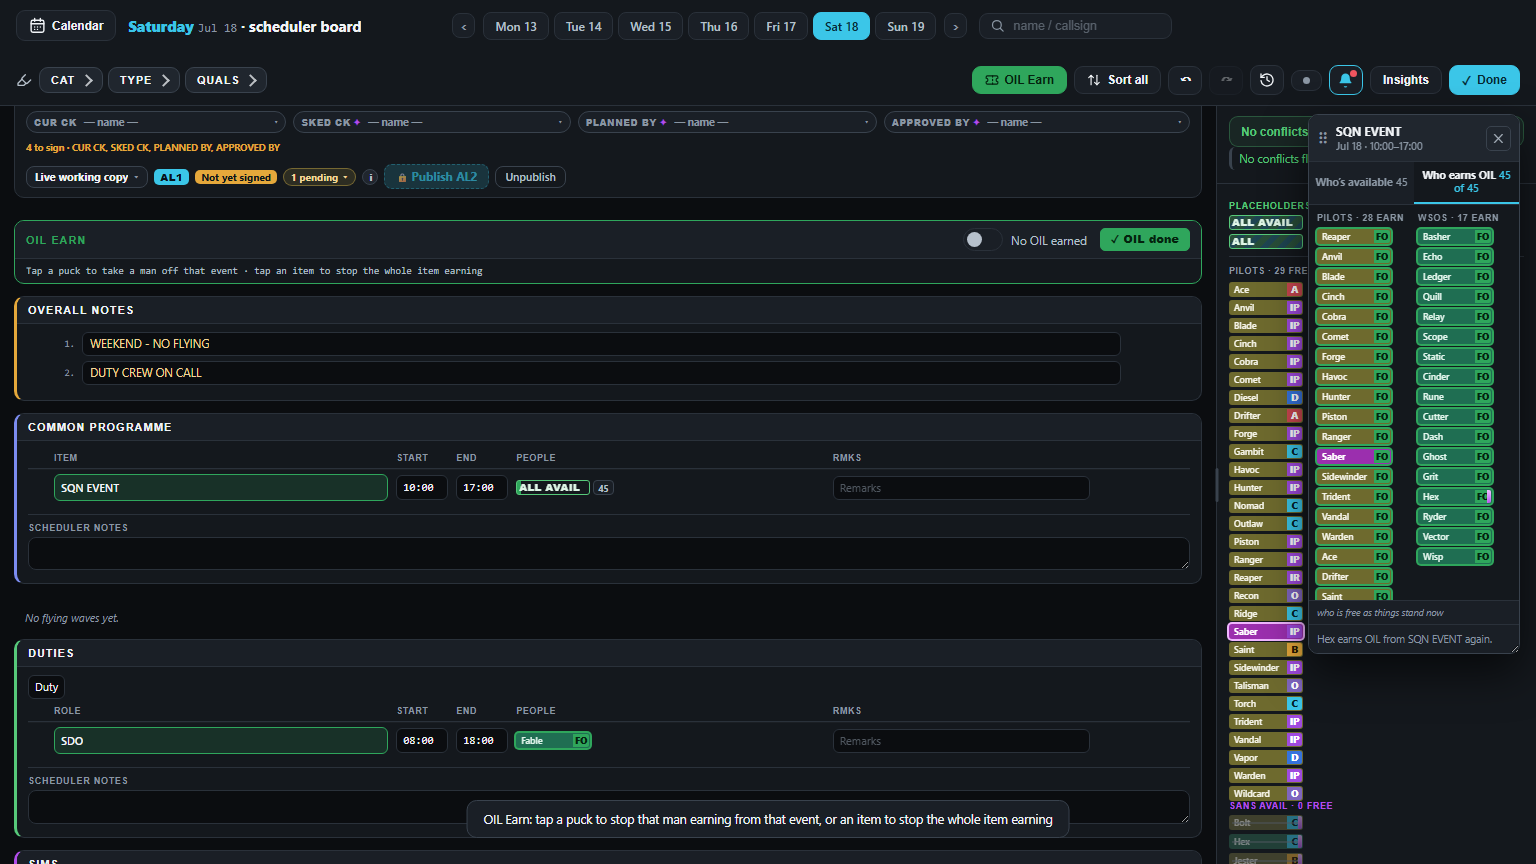 Calendar
Saturday Jul 18 · scheduler board
Mon 13
Tue 14
Wed 15
Thu 16
Fri 17
Sat 18
Sun 19
name / callsign
CAT
TYPE
QUALS
OIL Earn
Sort all
Insights
✓ Done
CUR CK — name —
SKED CK ✦ — name —
PLANNED BY ✦ — name —
APPROVED BY ✦ — name —
4 to sign · CUR CK, SKED CK, PLANNED BY, APPROVED BY
Live working copy
AL1
Not yet signed
1 pending
i
Publish AL2
Unpublish
OIL EARN
No OIL earned
✓ OIL done
Tap a puck to take a man off that event · tap an item to stop the whole item earning
OVERALL NOTES
1. WEEKEND - NO FLYING
2. DUTY CREW ON CALL
COMMON PROGRAMME
ITEM START END PEOPLE RMKS
SQN EVENT 10:00 17:00 ALL AVAIL 45 Remarks
SCHEDULER NOTES
No flying waves yet.
DUTIES
Duty
ROLE START END PEOPLE RMKS
SDO 08:00 18:00 Fable FO Remarks
SCHEDULER NOTES
OIL Earn: tap a puck to stop that man earning from that event, or an item to stop the whole item earning
SIMS
No conflicts
No conflicts fl
PLACEHOLDERS
ALL AVAIL
ALL
PILOTS · 29 FRE
Ace A
Anvil IP
Blade IP
Cinch IP
Cobra IP
Comet IP
Diesel D
Drifter A
Forge IP
Gambit C
Havoc IP
Hunter IP
Nomad C
Outlaw C
Piston IP
Ranger IP
Reaper IR
Recon O
Ridge C
Saber IP
Saint B
Sidewinder IP
Talisman O
Torch C
Trident IP
Vandal IP
Vapor D
Warden IP
Wildcard O
SANS AVAIL · 0 FREE
Bolt C
Hex C
Jester B
SQN EVENT
Jul 18 · 10:00–17:00
Who's available 45
Who earns OIL 45 of 45
PILOTS · 28 EARN
Reaper FO
Anvil FO
Blade FO
Cinch FO
Cobra FO
Comet FO
Forge FO
Havoc FO
Hunter FO
Piston FO
Ranger FO
Saber FO
Sidewinder FO
Trident FO
Vandal FO
Warden FO
Ace FO
Drifter FO
Saint FO
WSOS · 17 EARN
Basher FO
Echo FO
Ledger FO
Quill FO
Relay FO
Scope FO
Static FO
Cinder FO
Rune FO
Cutter FO
Dash FO
Ghost FO
Grit FO
Hex FO
Ryder FO
Vector FO
Wisp FO
who is free as things stand now
Hex earns OIL from SQN EVENT again.